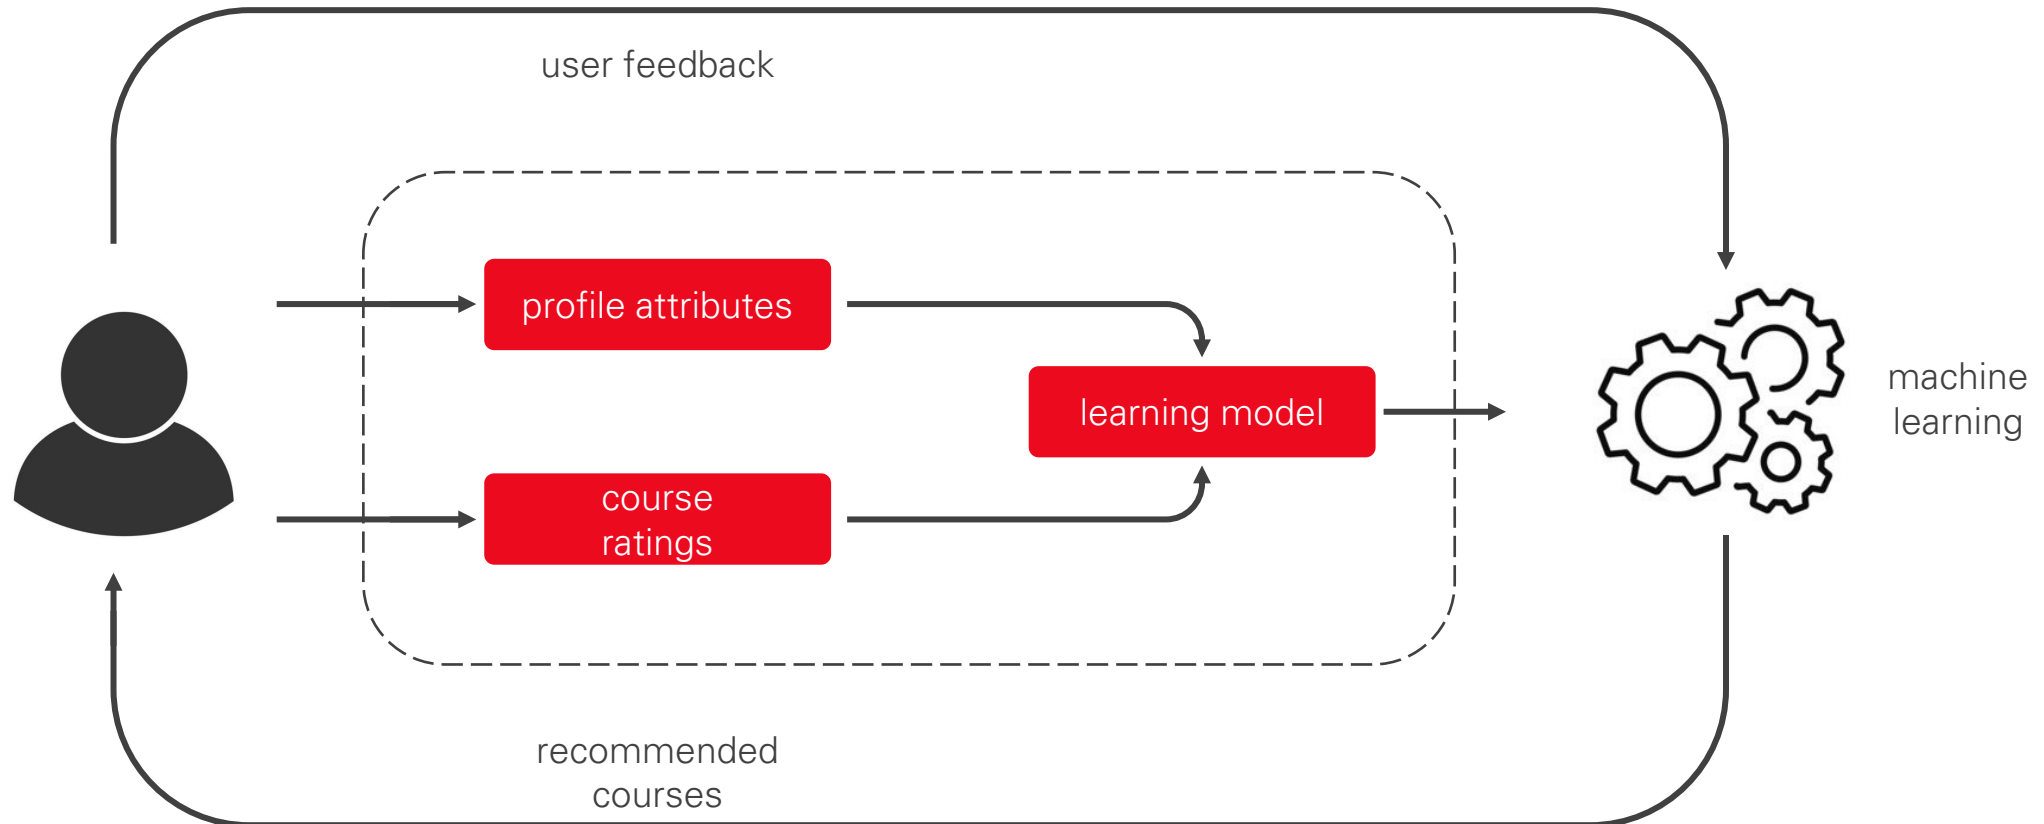 user feedback
profile attributes
learning model
machine
learning
course
ratings
recommended
courses